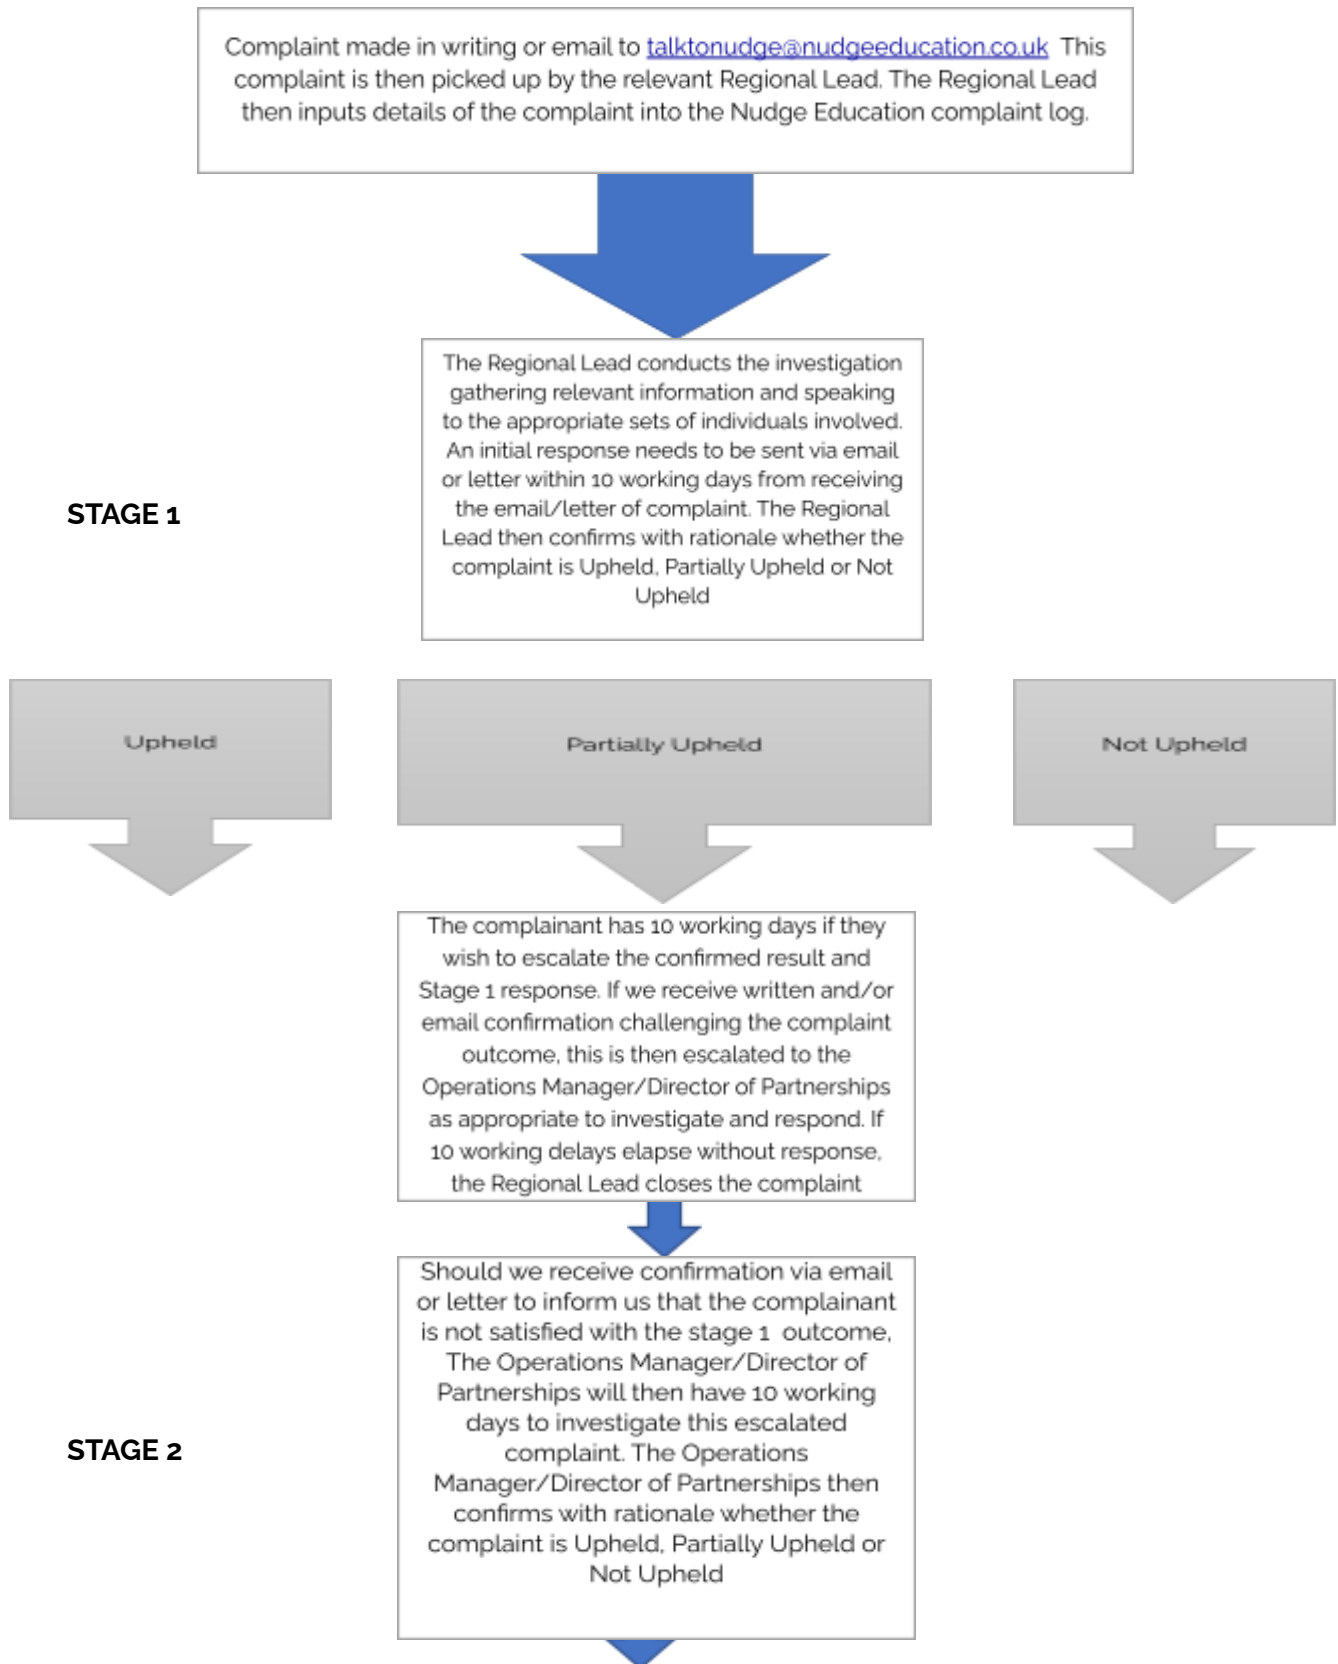 Complaint made in writing or email to talktonudge@nudgeeducation.co.uk This
complaint is then picked up by the relevant Regional Lead. The Regional Lead
then inputs details of the complaint into the Nudge Education complaint log.
STAGE 1
The Regional Lead conducts the investigation
gathering relevant information and speaking
to the appropriate sets of individuals involved.
An initial response needs to be sent via email
or letter within 10 working days from receiving
the email/letter of complaint. The Regional
Lead then confirms with rationale whether the
complaint is Upheld, Partially Upheld or Not
Upheld
Upheld
Partially Upheld
Not Upheld
The complainant has 10 working days if they
wish to escalate the confirmed result and
Stage 1 response. If we receive written and/or
email confirmation challenging the complaint
outcome, this is then escalated to the
Operations Manager/Director of Partnerships
as appropriate to investigate and respond. If
10 working delays elapse without response,
the Regional Lead closes the complaint
STAGE 2
Should we receive confirmation via email
or letter to inform us that the complainant
is not satisfied with the stage 1 outcome,
The Operations Manager/Director of
Partnerships will then have 10 working
days to investigate this escalated
complaint. The Operations
Manager/Director of Partnerships then
confirms with rationale whether the
complaint is Upheld, Partially Upheld or
Not Upheld